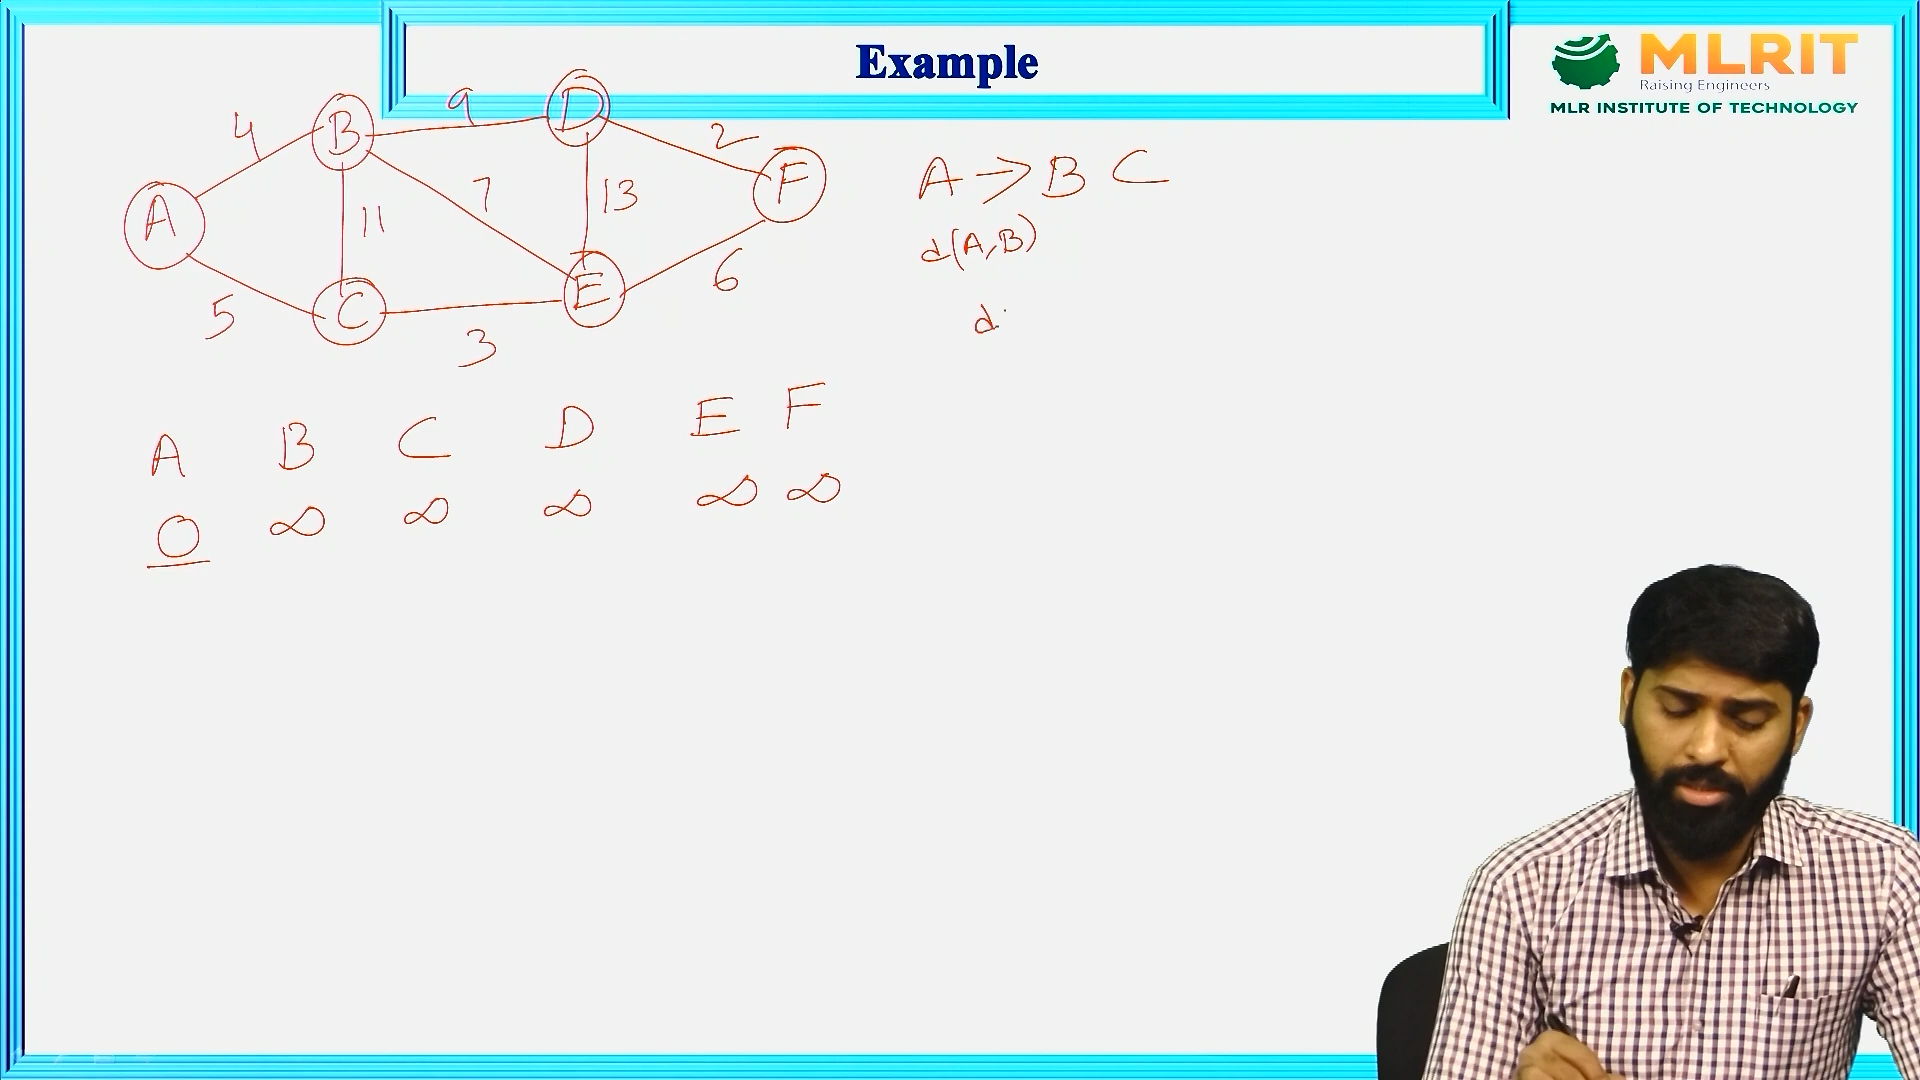 Example
MLRIT
Raising Engineers
MLR INSTITUTE OF TECHNOLOGY
A
B
C
D
E
F
4
9
2
11
7
13
5
3
6
A → B C
d(A,B)
d
A B C D E F
0 ∞ ∞ ∞ ∞ ∞